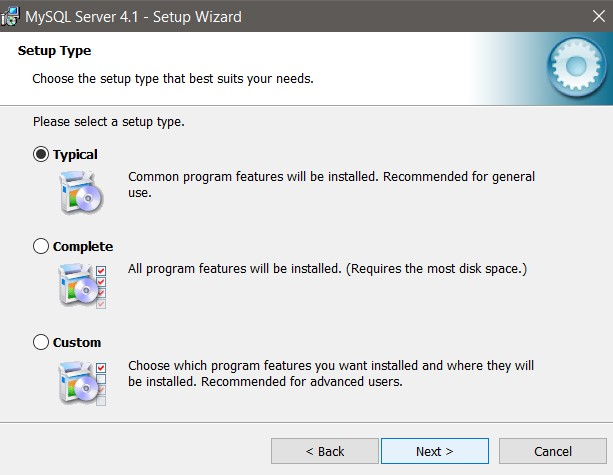 MySQL Server 4.1 - Setup Wizard
Setup Type
Choose the setup type that best suits your needs.
Please select a setup type.
Typical
Common program features will be installed. Recommended for general
use.
Complete
All program features will be installed. (Requires the most disk space.)
Custom
Choose which program features you want installed and where they will
be installed. Recommended for advanced users.
< Back
Next >
Cancel